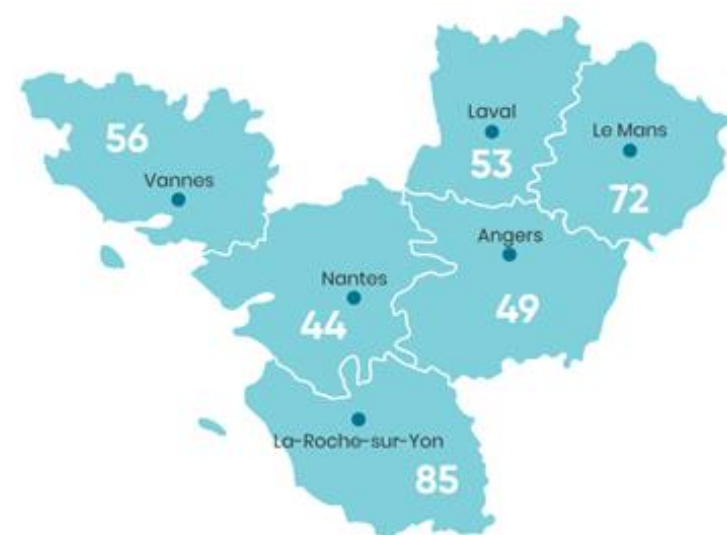 Laval
53
Le Mans
72
56
Vannes
Angers
49
Nantes
44
La-Roche-sur-Yon
85